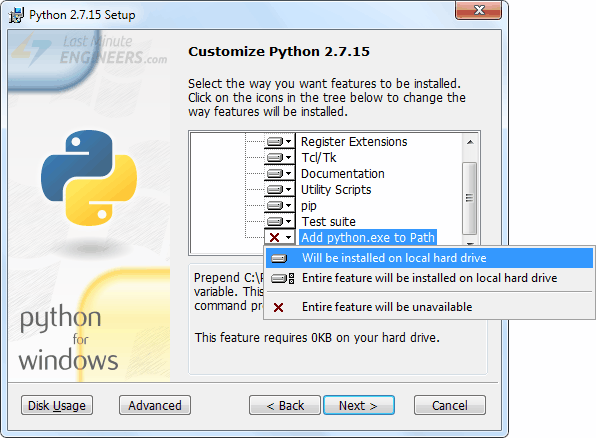 Python 2.7.15 Setup
Last Minute
ENGINEERS.com
Customize Python 2.7.15
Select the way you want features to be installed.
Click on the icons in the tree below to change the
way features will be installed.
Register Extensions
Tcl/Tk
Documentation
Utility Scripts
pip
Test suite
Add python.exe to Path
Will be installed on local hard drive
Entire feature will be installed on local hard drive
Entire feature will be unavailable
Prepend C:\
variable. This
command
This feature requires 0KB on your hard drive.
python
for
windows
Disk Usage
Advanced
< Back
Next >
Cancel